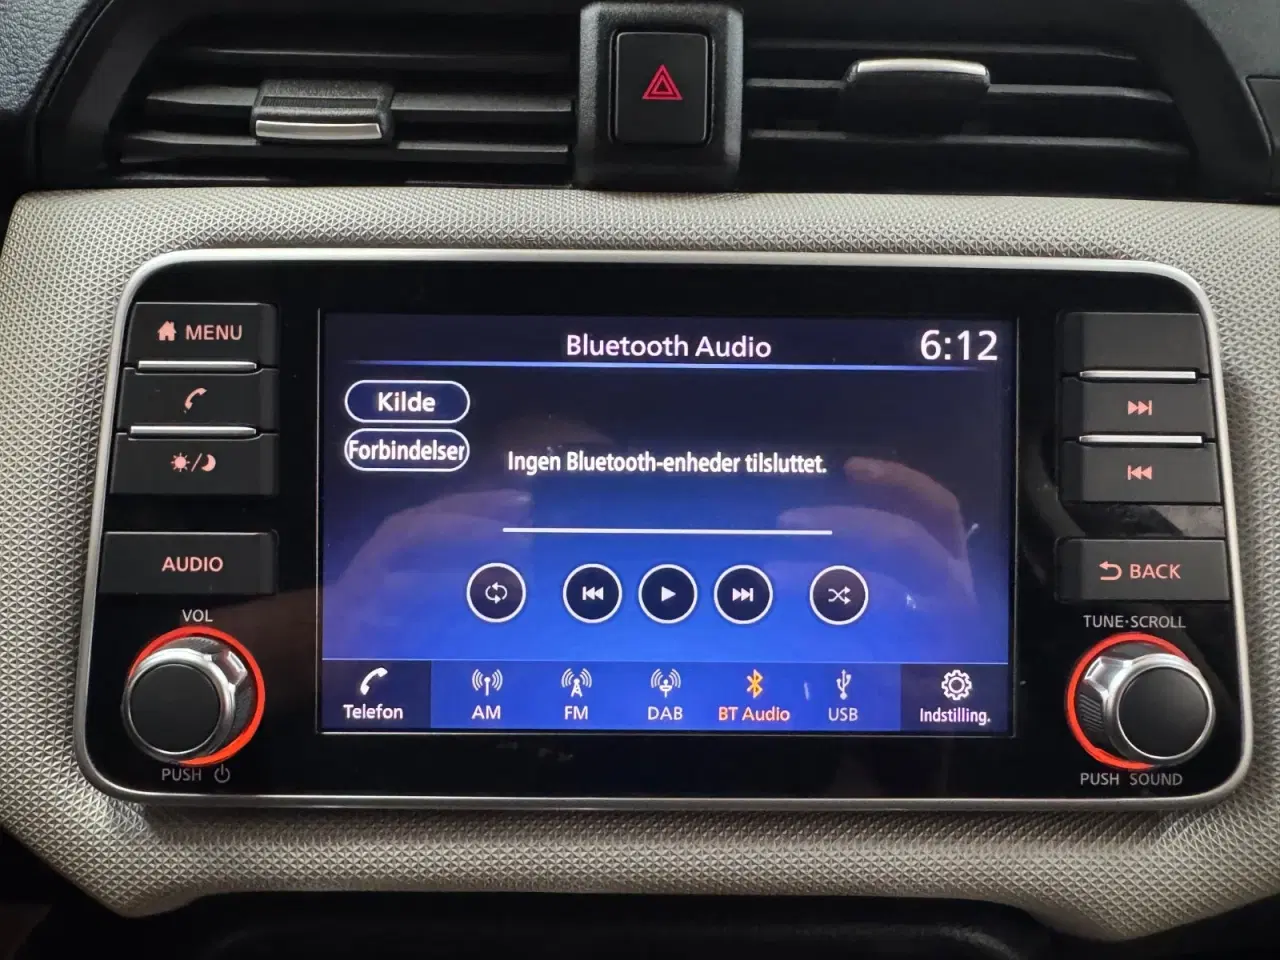 MENU
Bluetooth Audio
6:12
Kilde
Forbindelser
Ingen Bluetooth-enheder tilsluttet.
AUDIO
BACK
VOL
TUNE·SCROLL
Telefon
AM
FM
DAB
BT Audio
USB
Indstilling.
PUSH
PUSH SOUND